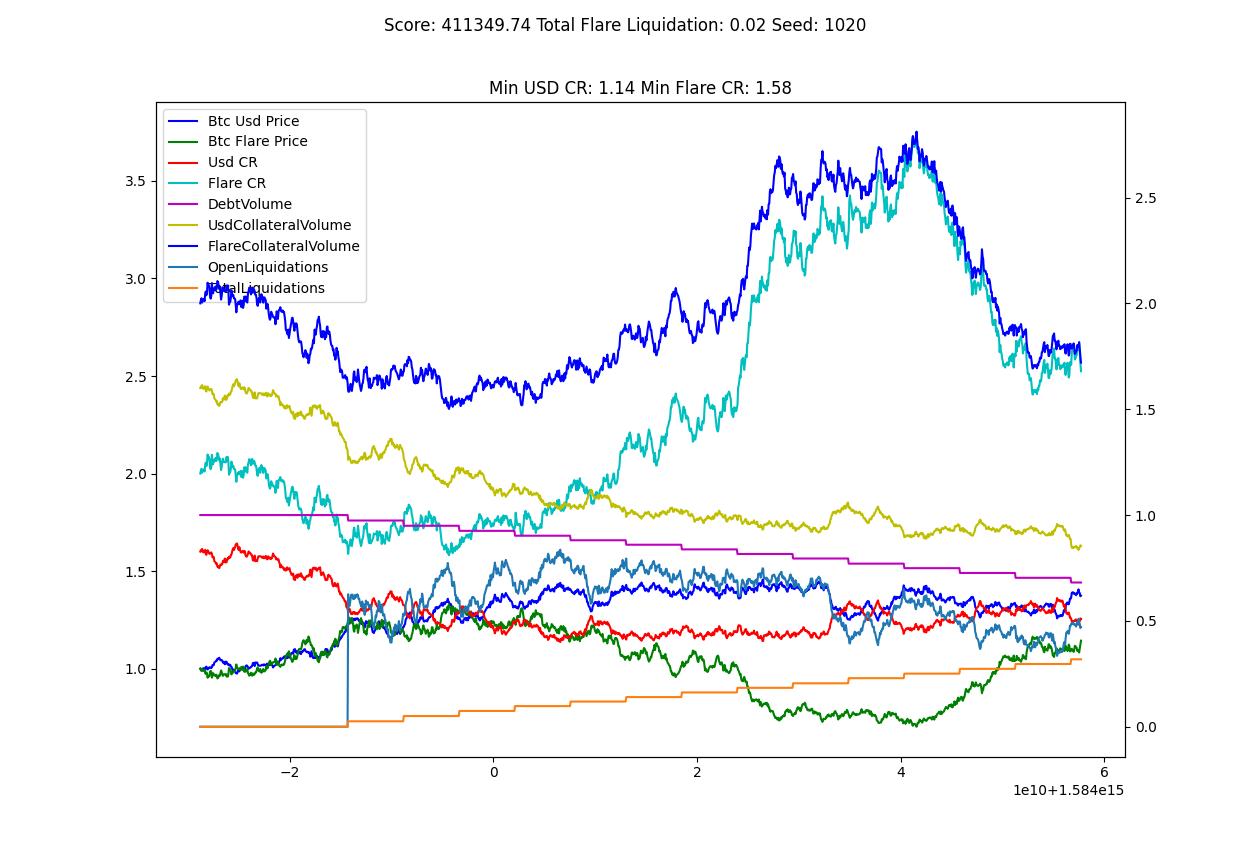 Score: 411349.74 Total Flare Liquidation: 0.02 Seed: 1020
Min USD CR: 1.14 Min Flare CR: 1.58
Btc Usd Price
Btc Flare Price
Usd CR
Flare CR
DebtVolume
UsdCollateralVolume
FlareCollateralVolume
OpenLiquidations
TotalLiquidations
3.5
3.0
2.5
2.0
1.5
1.0
2.5
2.0
1.5
1.0
0.5
0.0
−2 0 2 4 6
1e10+1.584e15